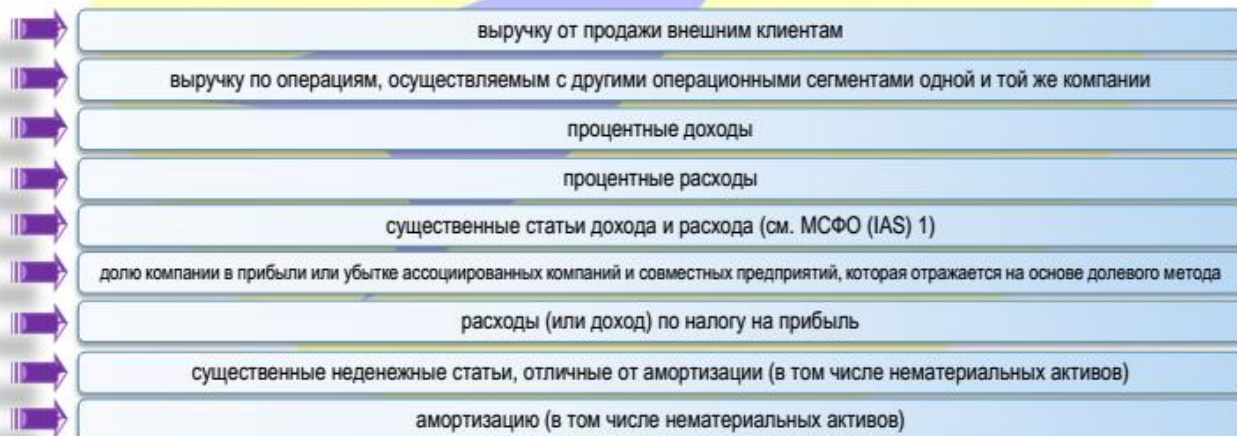 выручку от продажи внешним клиентам
выручку по операциям, осуществляемым с другими операционными сегментами одной и той же компании
процентные доходы
процентные расходы
существенные статьи дохода и расхода (см. МСФО (IAS) 1)
долю компании в прибыли или убытке ассоциированных компаний и совместных предприятий, которая отражается на основе долевого метода
расходы (или доход) по налогу на прибыль
существенные неденежные статьи, отличные от амортизации (в том числе нематериальных активов)
амортизацию (в том числе нематериальных активов)